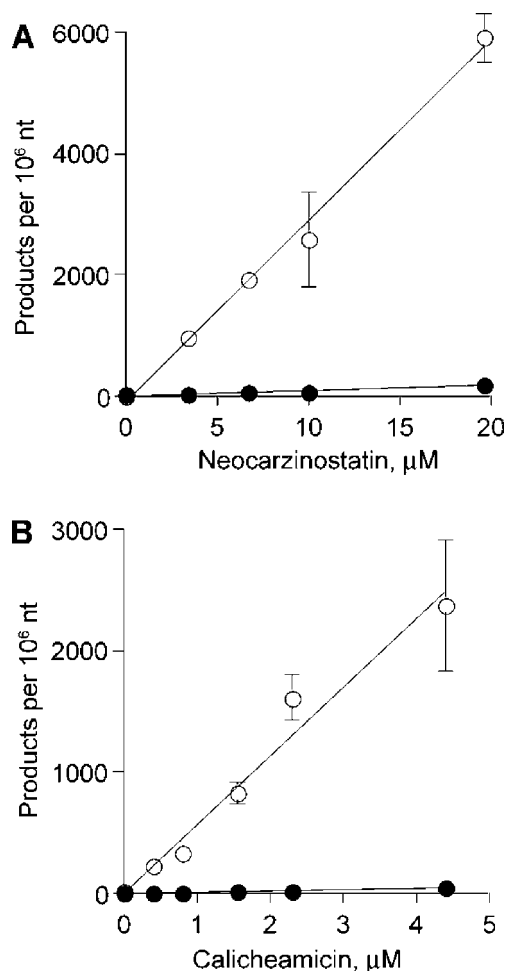 A
6000
4000
2000
0
Products per 10⁶ nt
0 5 10 15 20
Neocarzinostatin, μM
B
3000
2000
1000
0
Products per 10⁶ nt
0 1 2 3 4 5
Calicheamicin, μM